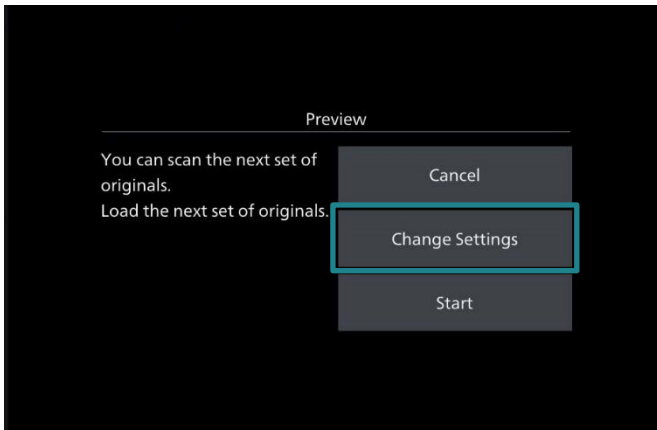 Preview
You can scan the next set of
originals.
Load the next set of originals.
Cancel
Change Settings
Start